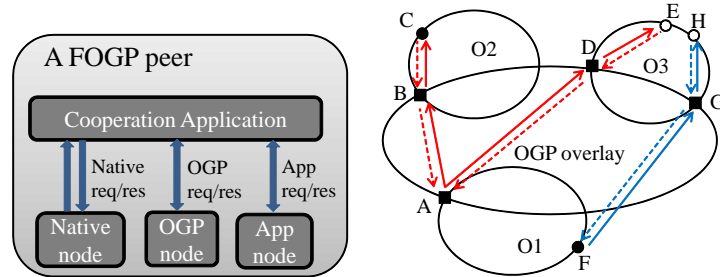 A FOGP peer
Cooperation Application
Native
req/res
OGP
req/res
App
req/res
Native
node
OGP
node
App
node
C
O2
B
D
E
H
O3
G
OGP overlay
A
O1
F